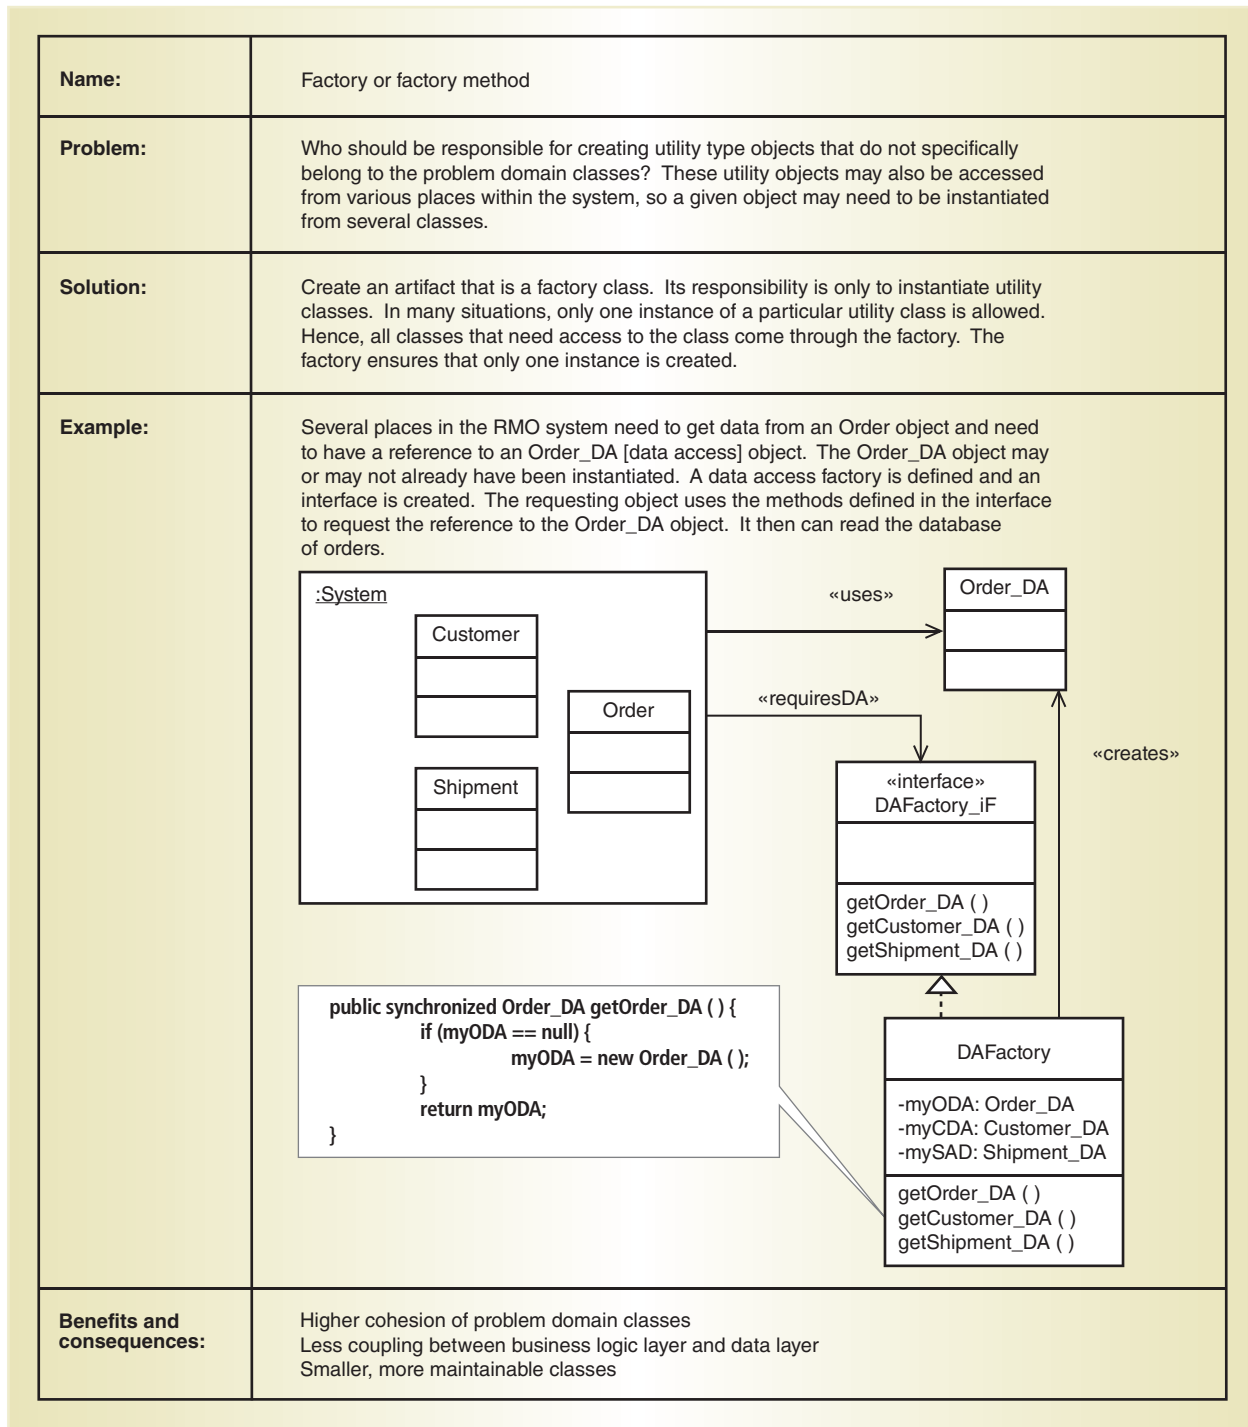 Name:
Factory or factory method
Problem:
Who should be responsible for creating utility type objects that do not specifically
belong to the problem domain classes? These utility objects may also be accessed
from various places within the system, so a given object may need to be instantiated
from several classes.
Solution:
Create an artifact that is a factory class. Its responsibility is only to instantiate utility
classes. In many situations, only one instance of a particular utility class is allowed.
Hence, all classes that need access to the class come through the factory. The
factory ensures that only one instance is created.
Example:
Several places in the RMO system need to get data from an Order object and need
to have a reference to an Order_DA [data access] object. The Order_DA object may
or may not already have been instantiated. A data access factory is defined and an
interface is created. The requesting object uses the methods defined in the interface
to request the reference to the Order_DA object. It then can read the database
of orders.
:System
Customer
Order
Shipment
«uses»
Order_DA
«requiresDA»
«creates»
«interface»
DAFactory_iF
getOrder_DA ( )
getCustomer_DA ( )
getShipment_DA ( )
public synchronized Order_DA getOrder_DA ( ) {
if (myODA == null) {
myODA = new Order_DA ( );
}
return myODA;
}
DAFactory
-myODA: Order_DA
-myCDA: Customer_DA
-mySAD: Shipment_DA
getOrder_DA ( )
getCustomer_DA ( )
getShipment_DA ( )
Benefits and
consequences:
Higher cohesion of problem domain classes
Less coupling between business logic layer and data layer
Smaller, more maintainable classes